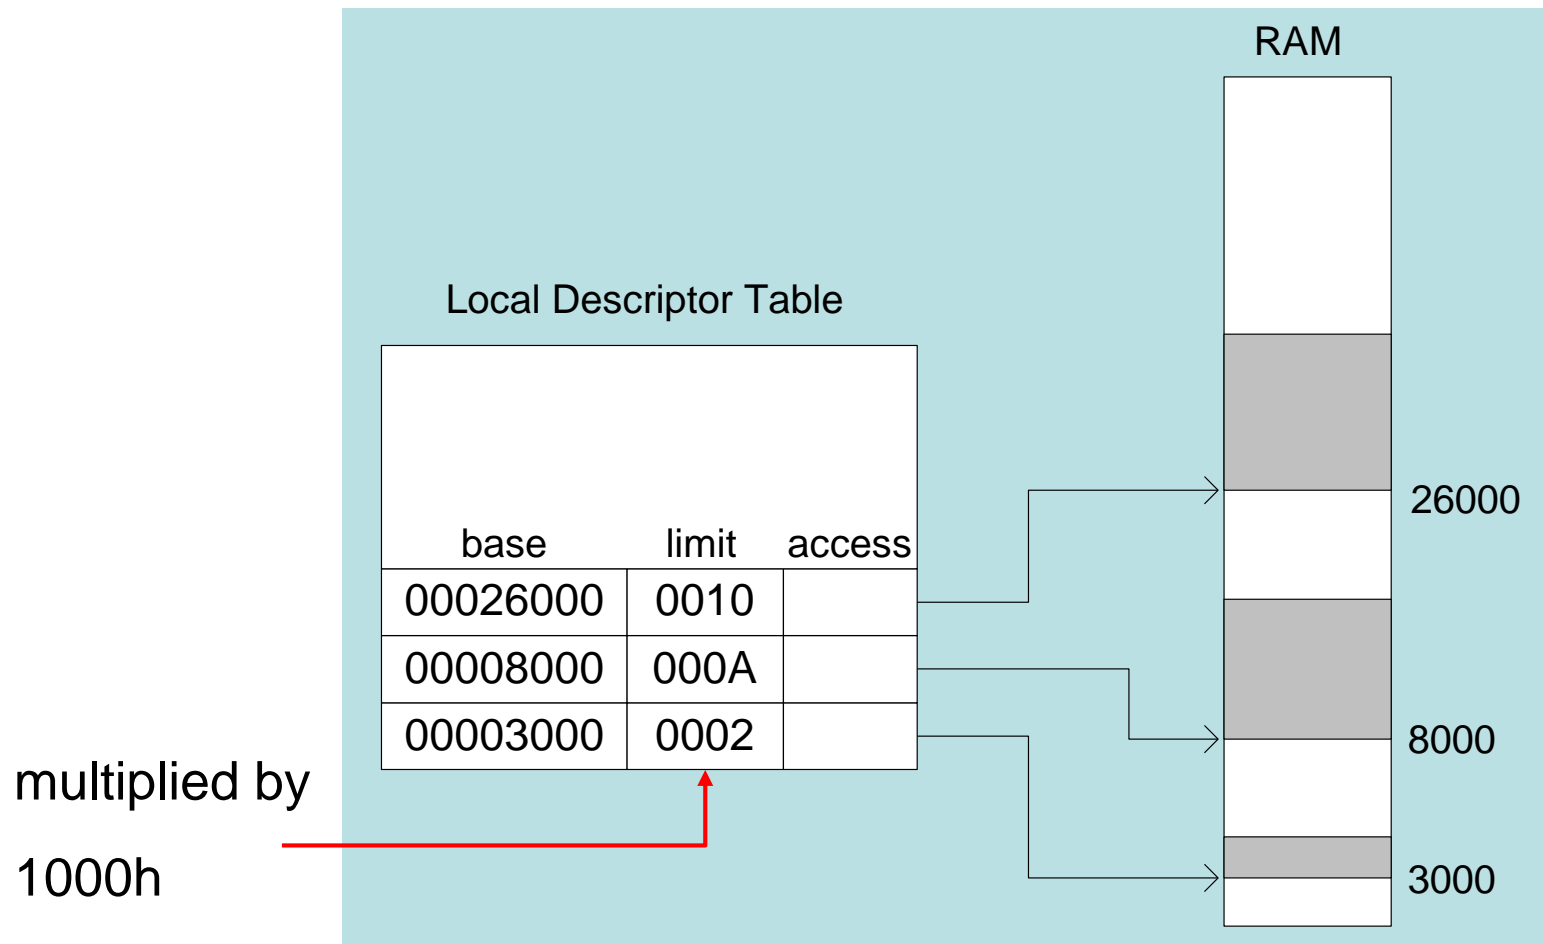 RAM
Local Descriptor Table
base limit access
00026000 0010
00008000 000A
00003000 0002
26000
8000
3000
multiplied by
1000h